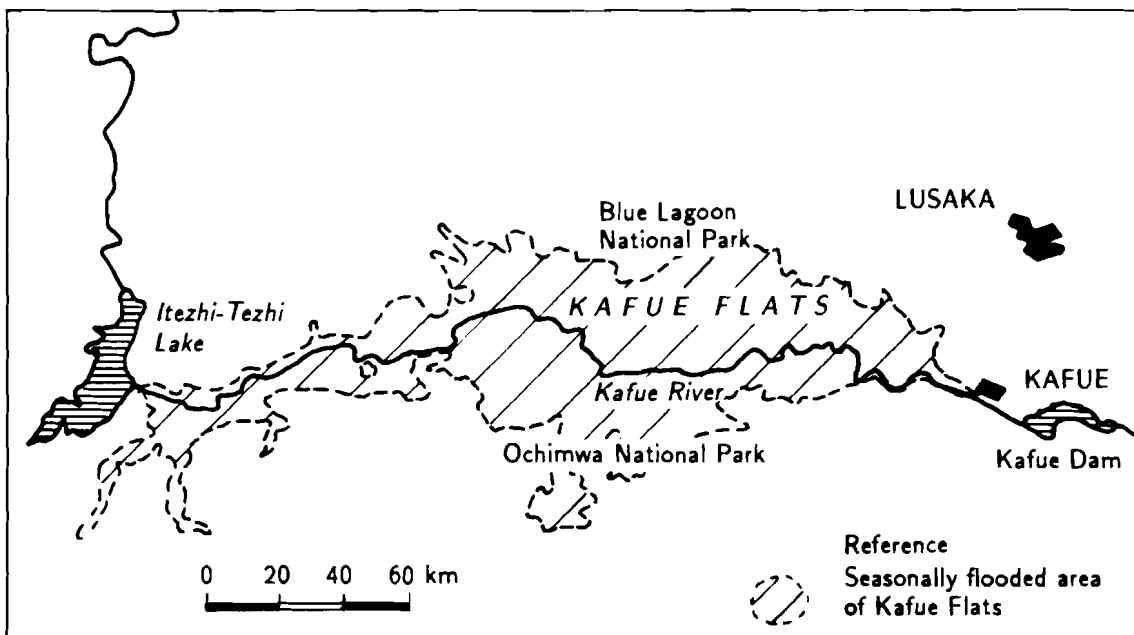 LUSAKA
Blue Lagoon
National Park
Itezhi-Tezhi
Lake
KAFUE FLATS
Kafue River
KAFUE
Ochimwa National Park
Kafue Dam
0 20 40 60 km
Reference
Seasonally flooded area
of Kafue Flats